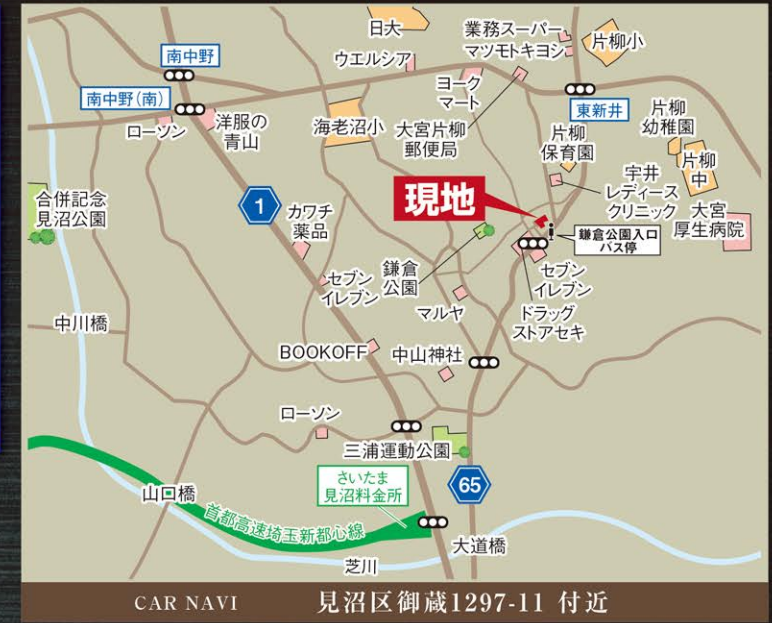 日大
業務スーパー
マツモトキヨシ
片柳小
南中野
ウエルシア
ヨーク
マート
南中野(南)
東新井
ローソン
洋服の
青山
海老沼小
大宮片柳
郵便局
片柳
保育園
片柳
幼稚園
片柳
中
宇井
レディース
クリニック
合併記念
見沼公園
1
カワチ
薬品
現地
大宮
厚生病院
鎌倉公園入口
バス停
鎌倉
公園
セブン
イレブン
セブン
イレブン
マルヤ
ドラッグ
ストアセキ
中川橋
BOOKOFF
中山神社
ローソン
三浦運動公園
さいたま
見沼料金所
65
山口橋
首都高速埼玉新都心線
大道橋
芝川
CAR NAVI 見沼区御蔵1297-11 付近